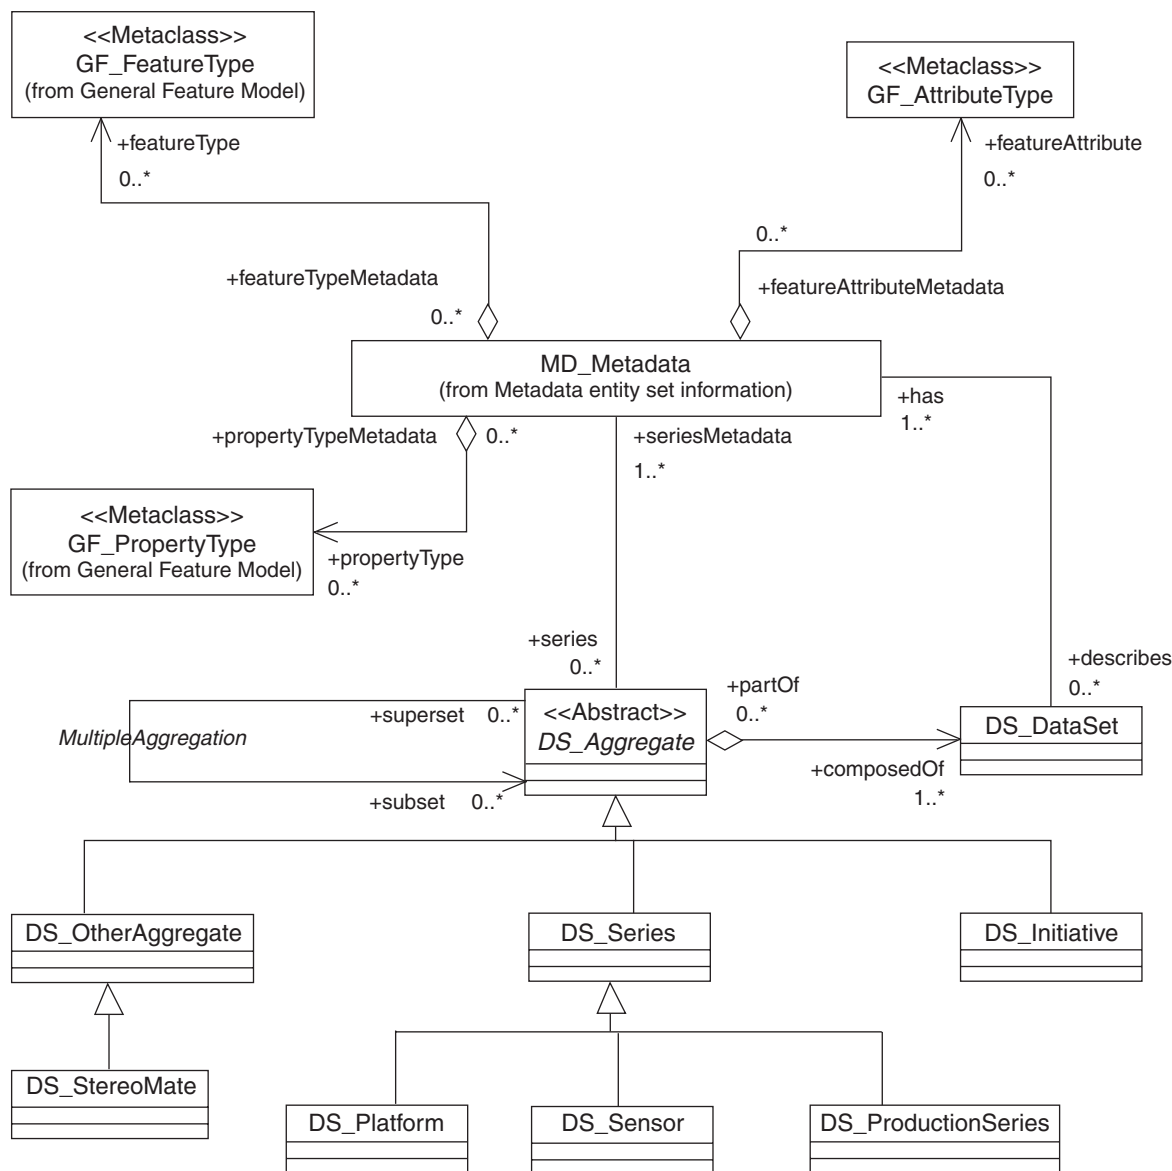 <<Metaclass>>
GF_FeatureType
(from General Feature Model)
<<Metaclass>>
GF_AttributeType
+featureType
0..*
+featureAttribute
0..*
0..*
+featureTypeMetadata
0..*
+featureAttributeMetadata
MD_Metadata
(from Metadata entity set information)
+has
1..*
+propertyTypeMetadata
0..*
+seriesMetadata
1..*
<<Metaclass>>
GF_PropertyType
(from General Feature Model)
+propertyType
0..*
+series
0..*
+describes
0..*
+partOf
0..*
<<Abstract>>
DS_Aggregate
+superset 0..*
MultipleAggregation
+subset 0..*
DS_DataSet
+composedOf
1..*
DS_OtherAggregate
DS_Series
DS_Initiative
DS_StereoMate
DS_Platform
DS_Sensor
DS_ProductionSeries